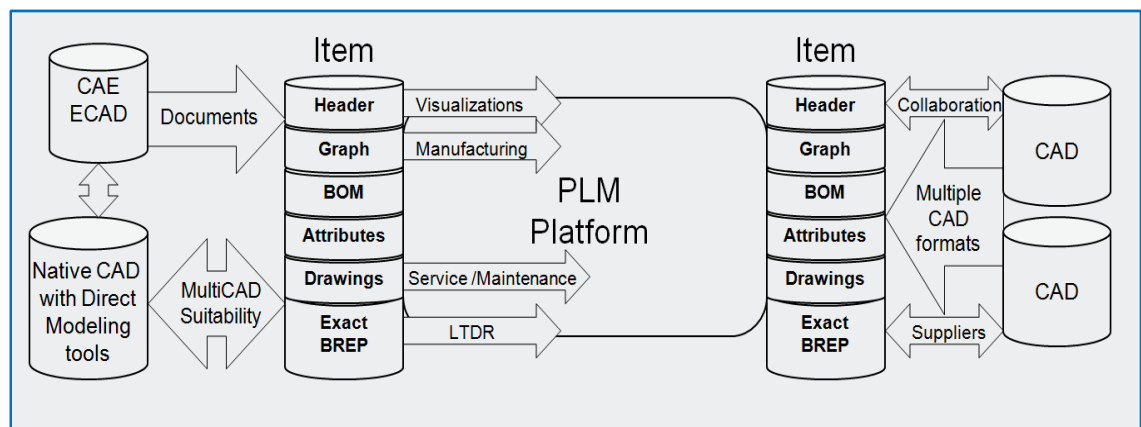 Item
Item
CAE
ECAD
Documents
Header
Graph
BOM
Attributes
Drawings
Exact
BREP
Visualizations
Manufacturing
PLM
Platform
Service /Maintenance
LTDR
Native CAD
with Direct
Modeling
tools
MultiCAD
Suitability
Header
Graph
BOM
Attributes
Drawings
Exact
BREP
Collaboration
Multiple
CAD
formats
Suppliers
CAD
CAD